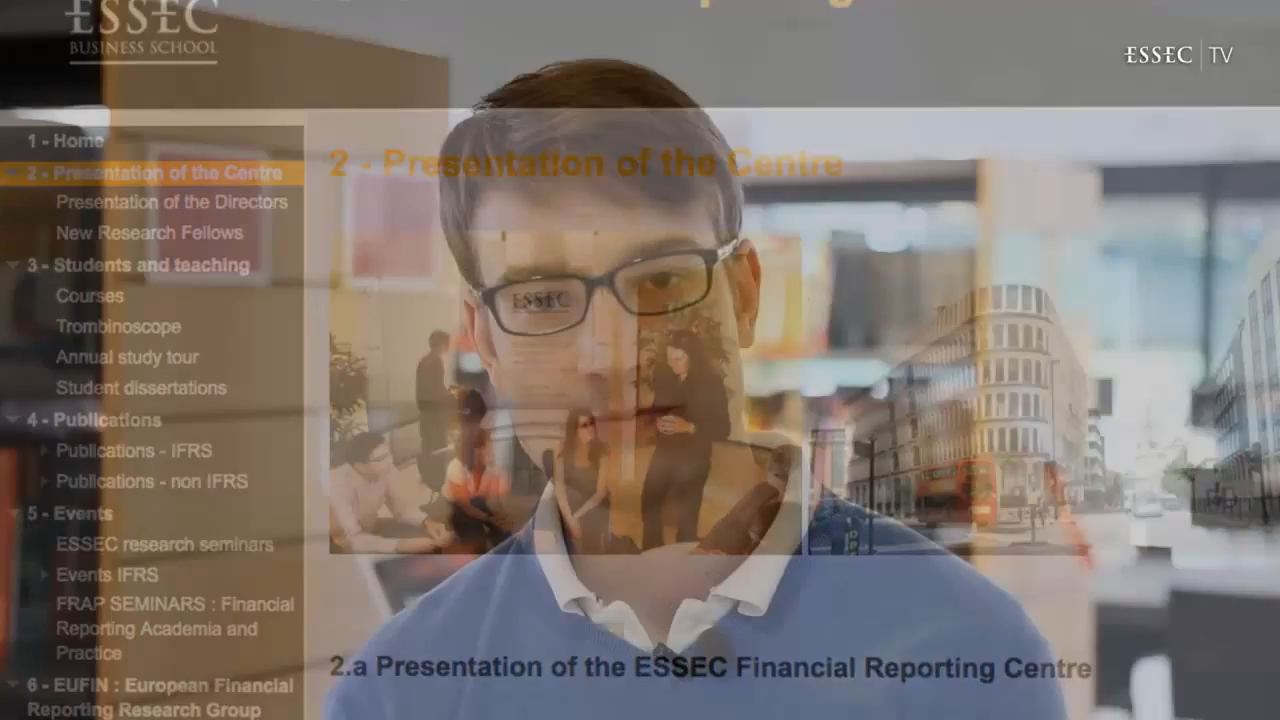 ESSEC
BUSINESS SCHOOL
ESSEC TV
1 - Home
2 - Presentation of the Centre
Presentation of the Directors
New Research Fellows
3 - Students and teaching
Courses
Trombinoscope
Annual study tour
Student dissertations
4 - Publications
Publications - IFRS
Publications - non IFRS
5 - Events
ESSEC research seminars
Events IFRS
FRAP SEMINARS : Financial
Reporting Academia and
Practice
6 - EUFIN : European Financial
Reporting Research Group
2 - Presentation of the Centre
ESSEC
2.a Presentation of the ESSEC Financial Reporting Centre